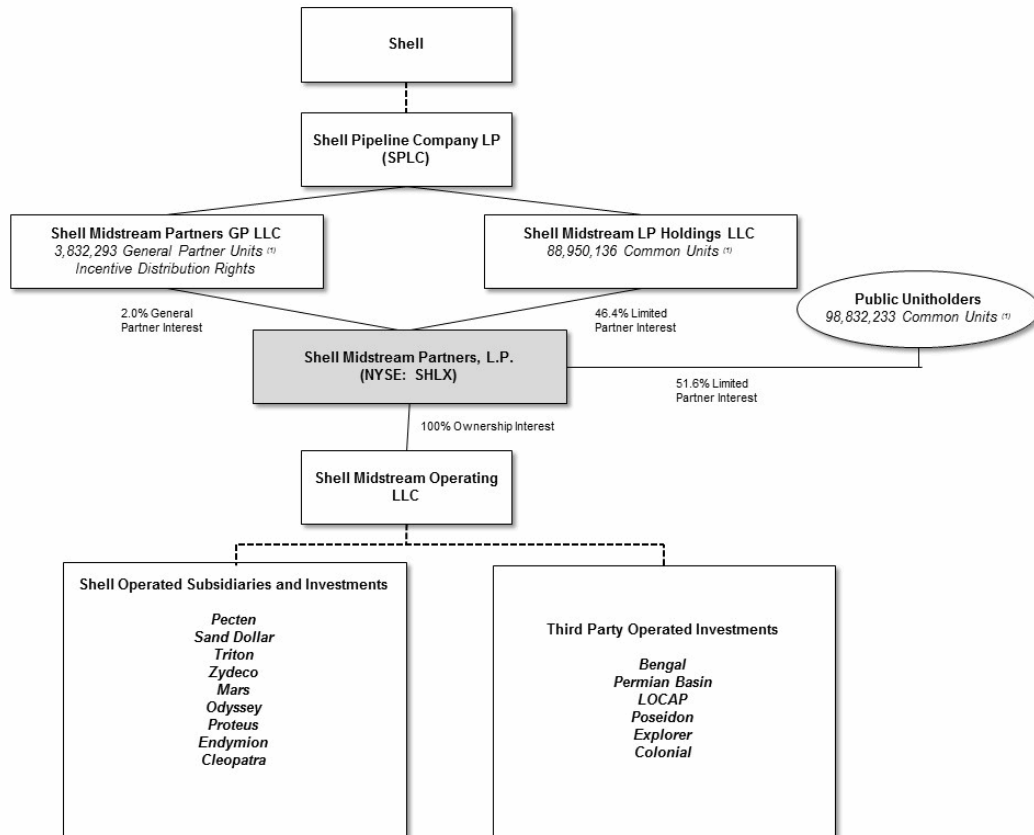 Shell
Shell Pipeline Company LP
(SPLC)
Shell Midstream Partners GP LLC
3,832,293 General Partner Units (1)
Incentive Distribution Rights
Shell Midstream LP Holdings LLC
88,950,136 Common Units (1)
Public Unitholders
98,832,233 Common Units (1)
2.0% General
Partner Interest
46.4% Limited
Partner Interest
Shell Midstream Partners, L.P.
(NYSE: SHLX)
51.6% Limited
Partner Interest
100% Ownership Interest
Shell Midstream Operating
LLC
Shell Operated Subsidiaries and Investments
Pecten
Sand Dollar
Triton
Zydeco
Mars
Odyssey
Proteus
Endymion
Cleopatra
Third Party Operated Investments
Bengal
Permian Basin
LOCAP
Poseidon
Explorer
Colonial